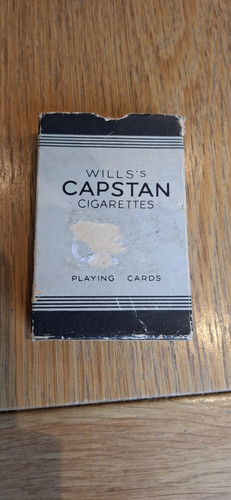 WILLS'S
CAPSTAN
CIGARETTES
PLAYING CARDS